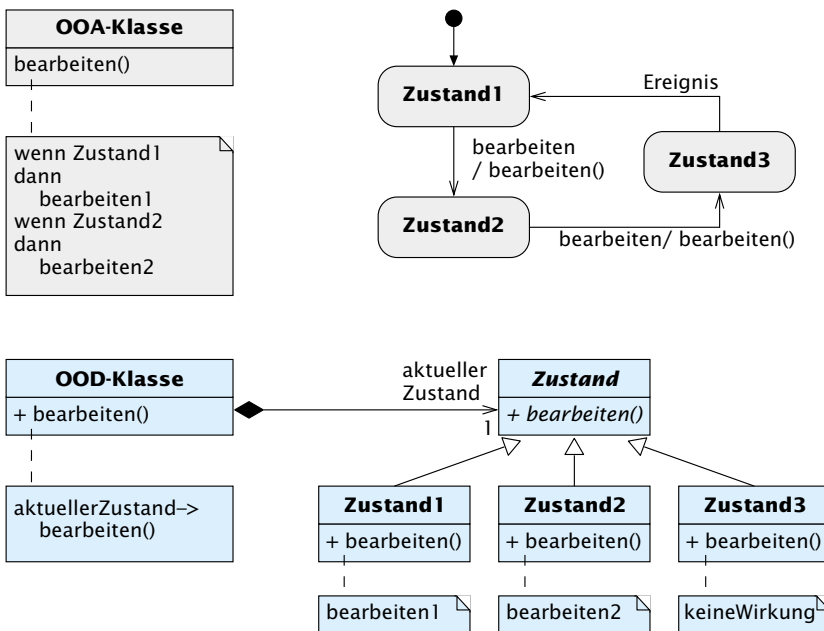 OOA-Klasse
bearbeiten()
wenn Zustand1
dann
bearbeiten1
wenn Zustand2
dann
bearbeiten2
Zustand1
Ereignis
bearbeiten
/ bearbeiten()
Zustand3
Zustand2
bearbeiten/ bearbeiten()
OOD-Klasse
+ bearbeiten()
aktuellerZustand–>
bearbeiten()
aktueller
Zustand
1
Zustand
+ bearbeiten()
Zustand1
+ bearbeiten()
bearbeiten1
Zustand2
+ bearbeiten()
bearbeiten2
Zustand3
+ bearbeiten()
keineWirkung